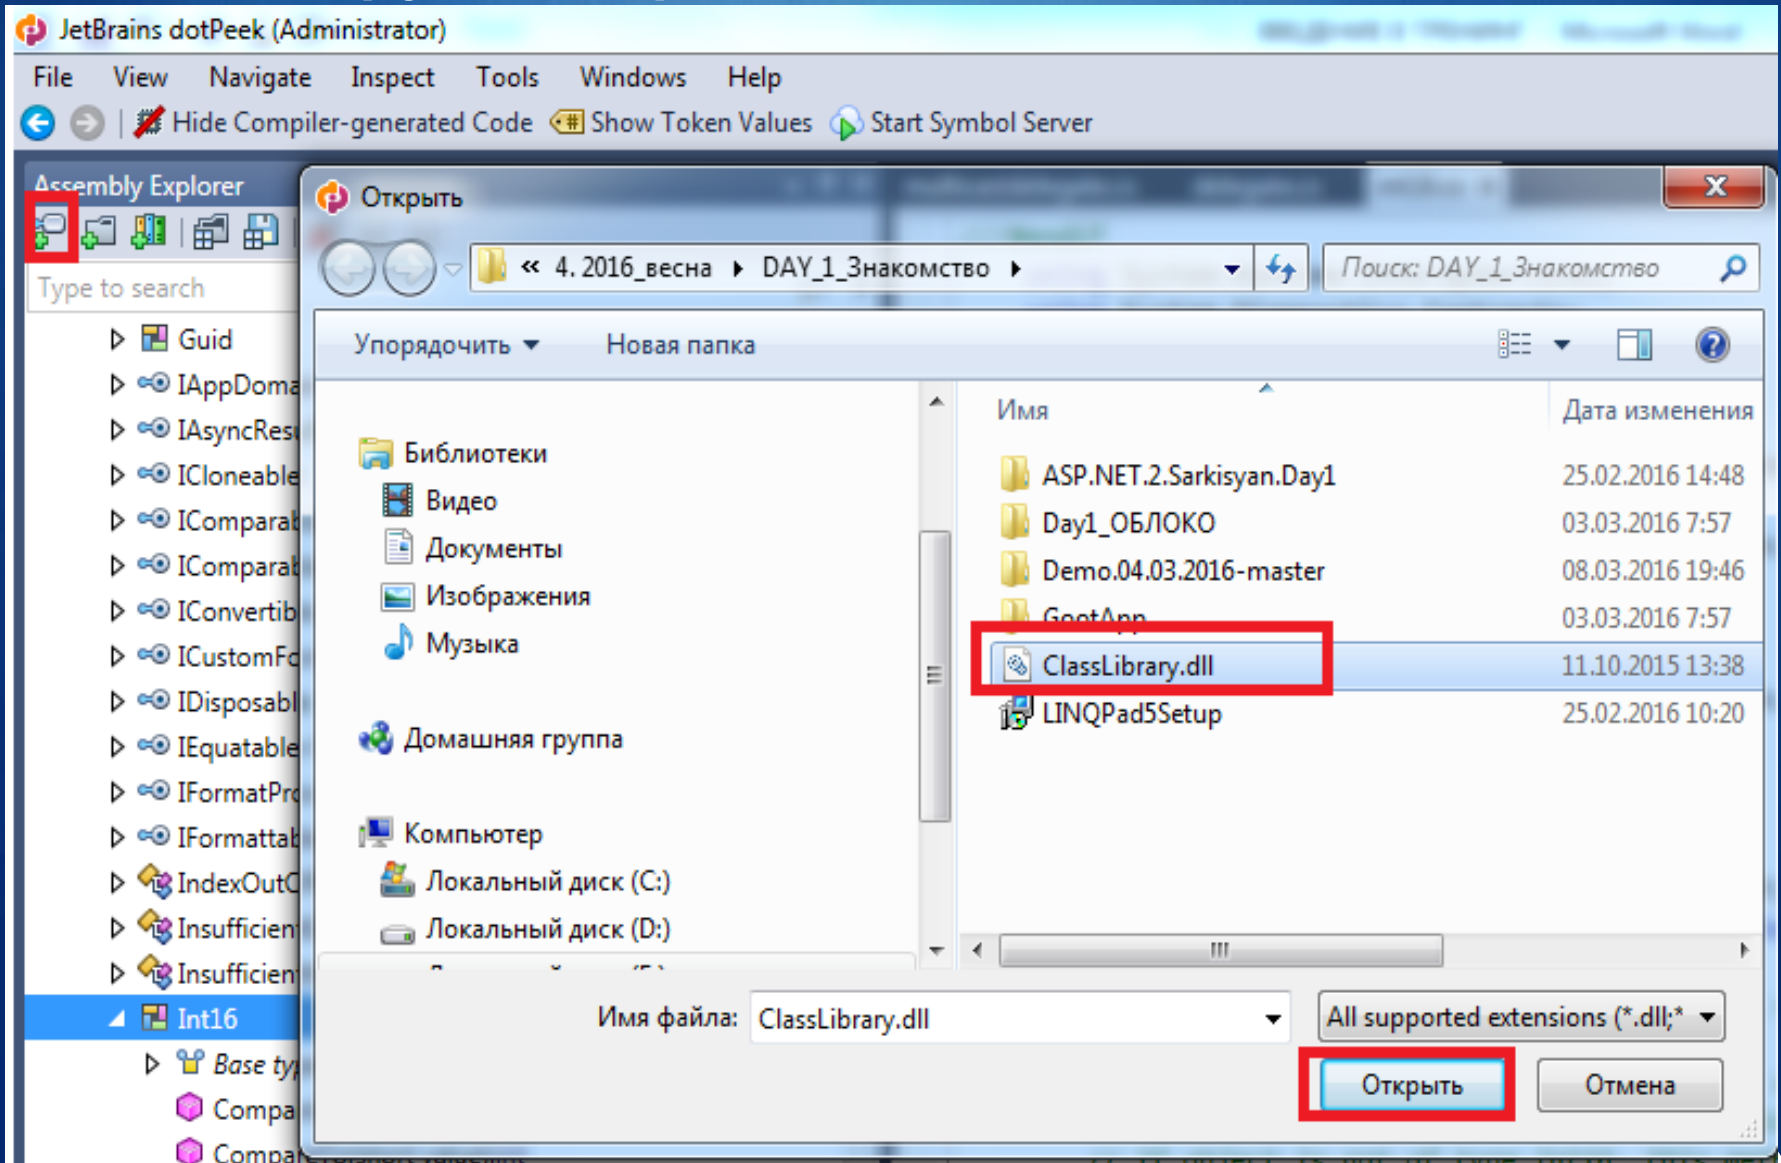 JetBrains dotPeek (Administrator)
File View Navigate Inspect Tools Windows Help
Hide Compiler-generated Code Show Token Values Start Symbol Server
Assembly Explorer
Type to search
Guid
IAppDoma
IAsyncRes
ICloneable
IComparab
IComparab
IConvertib
ICustomFo
IDisposabl
IEquatable
IFormatPro
IFormattab
IndexOutO
Insufficien
Insufficien
Int16
Base typ
Compa
Открыть
« 4. 2016_весна DAY_1_Знакомство
Поиск: DAY_1_Знакомство
Упорядочить Новая папка
Библиотеки
Видео
Документы
Изображения
Музыка
Домашняя группа
Компьютер
Локальный диск (C:)
Локальный диск (D:)
Имя Дата изменения
ASP.NET.2.Sarkisyan.Day1 25.02.2016 14:48
Day1_ОБЛОКО 03.03.2016 7:57
Demo.04.03.2016-master 08.03.2016 19:46
GootApp 03.03.2016 7:57
ClassLibrary.dll 11.10.2015 13:38
LINQPad5Setup 25.02.2016 10:20
Имя файла: ClassLibrary.dll All supported extensions (*.dll;*
Открыть Отмена